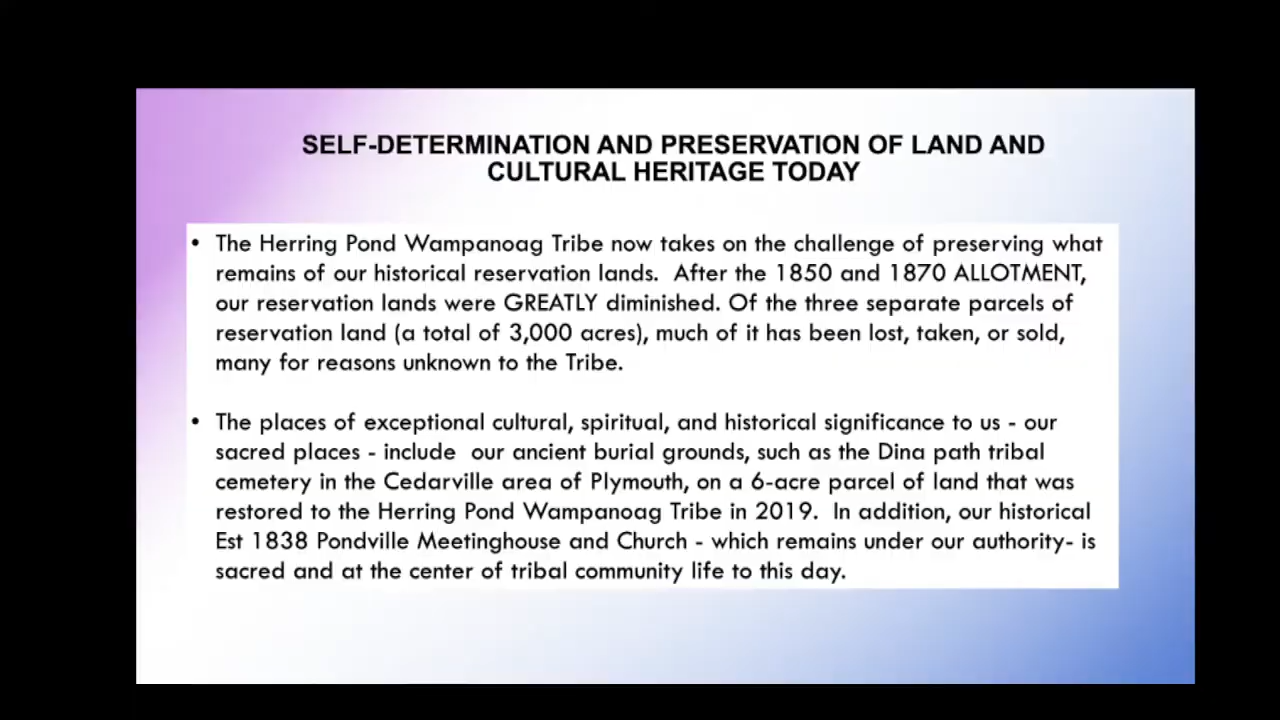 SELF-DETERMINATION AND PRESERVATION OF LAND AND
CULTURAL HERITAGE TODAY
• The Herring Pond Wampanoag Tribe now takes on the challenge of preserving what
remains of our historical reservation lands.  After the 1850 and 1870 ALLOTMENT,
our reservation lands were GREATLY diminished. Of the three separate parcels of
reservation land (a total of 3,000 acres), much of it has been lost, taken, or sold,
many for reasons unknown to the Tribe.
• The places of exceptional cultural, spiritual, and historical significance to us - our
sacred places - include  our ancient burial grounds, such as the Dina path tribal
cemetery in the Cedarville area of Plymouth, on a 6-acre parcel of land that was
restored to the Herring Pond Wampanoag Tribe in 2019.  In addition, our historical
Est 1838 Pondville Meetinghouse and Church - which remains under our authority- is
sacred and at the center of tribal community life to this day.